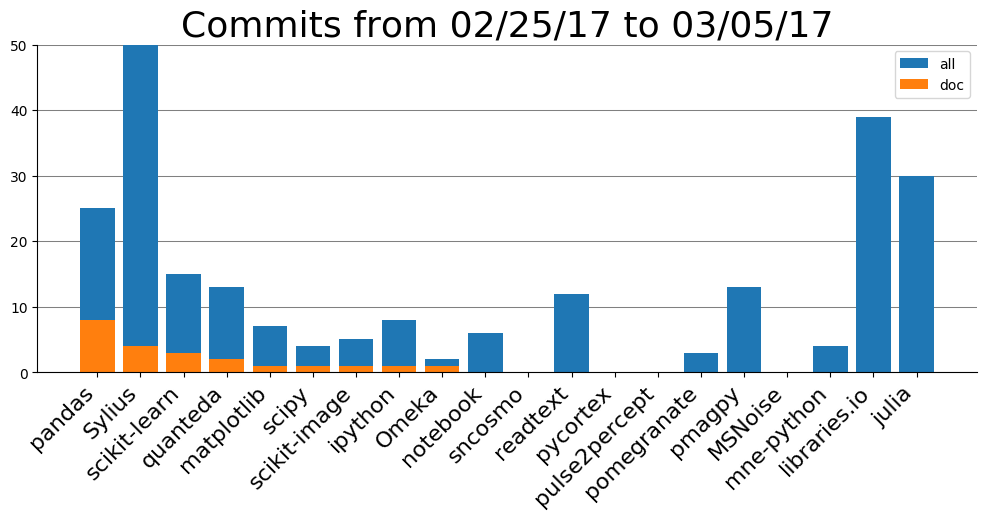 Commits from 02/25/17 to 03/05/17
50
40
30
20
10
0
all
doc
pandas
Sylius
scikit-learn
quanteda
matplotlib
scipy
scikit-image
ipython
Omeka
notebook
sncosmo
readtext
pycortex
pulse2percept
pomegranate
pmagpy
MSNoise
mne-python
libraries.io
julia